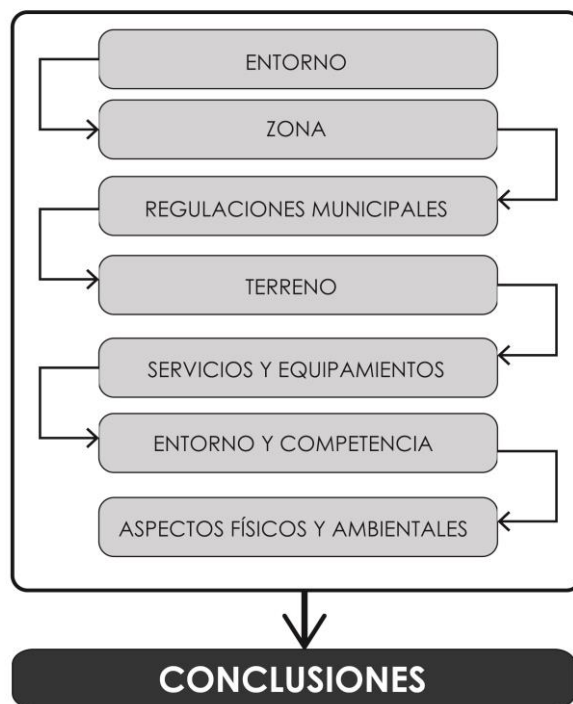 ENTORNO
ZONA
REGULACIONES MUNICIPALES
TERRENO
SERVICIOS Y EQUIPAMIENTOS
ENTORNO Y COMPETENCIA
ASPECTOS FÍSICOS Y AMBIENTALES
CONCLUSIONES